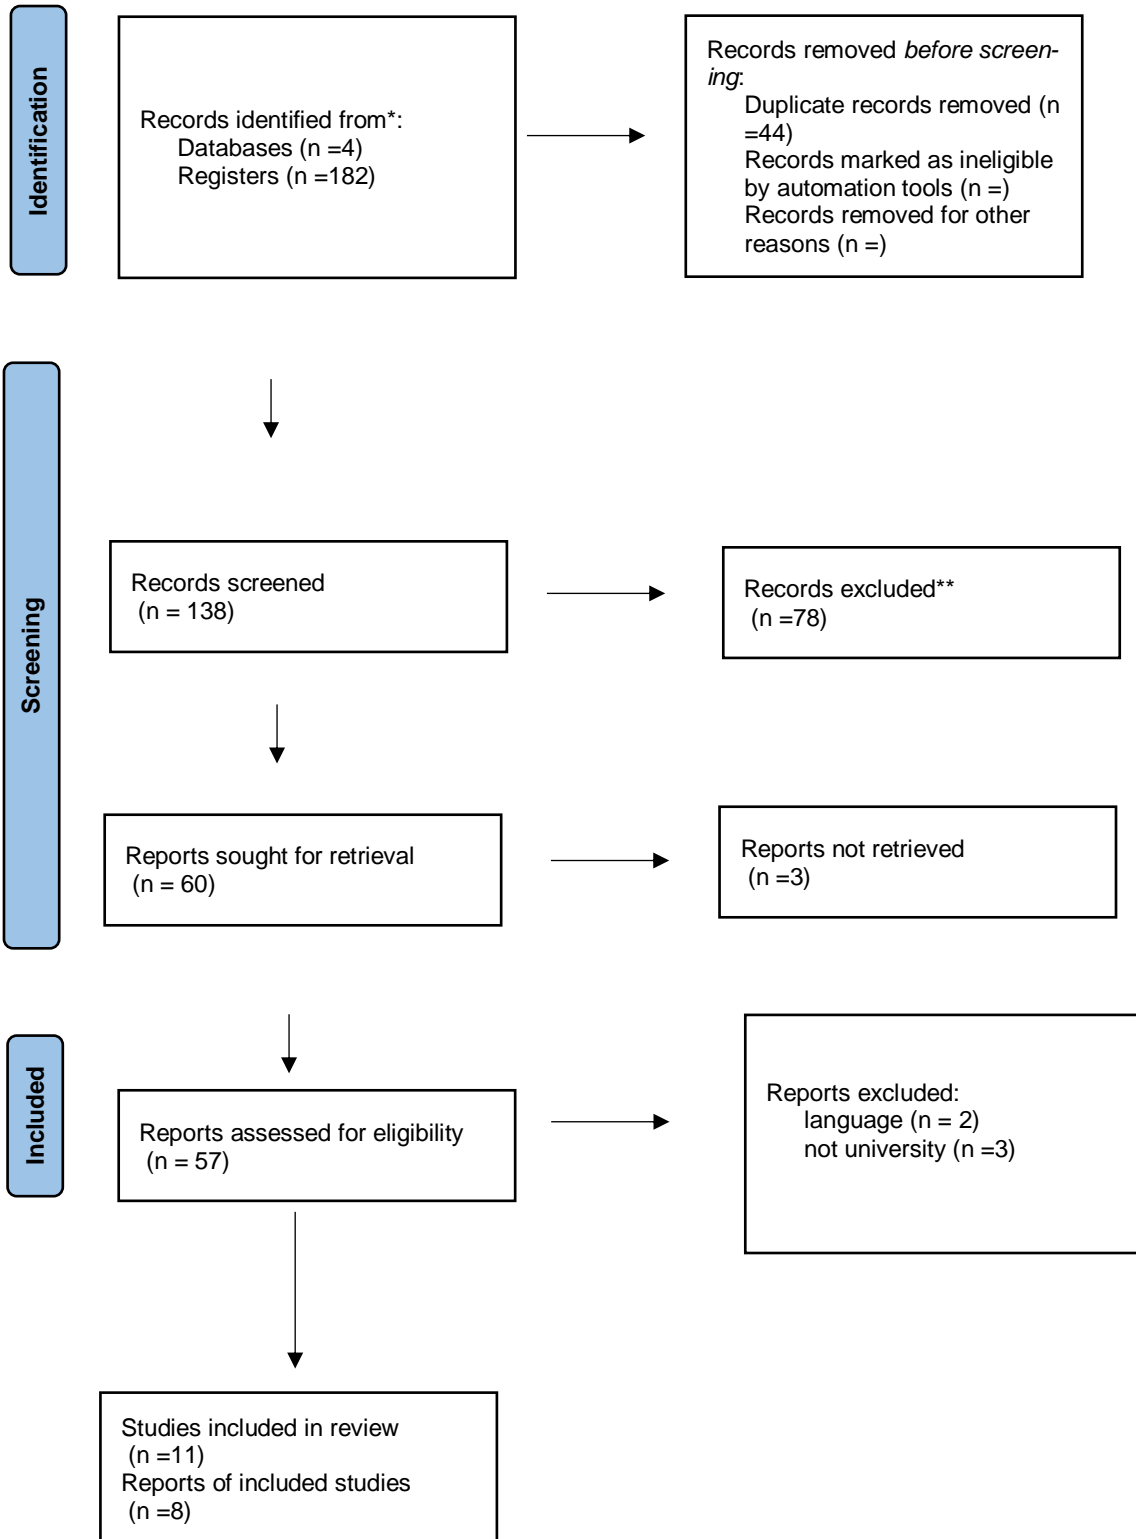 Identification
Records identified from*:
Databases (n =4)
Registers (n =182)
Records removed before screen-
ing:
Duplicate records removed (n
=44)
Records marked as ineligible
by automation tools (n =)
Records removed for other
reasons (n =)
Screening
Records screened
(n = 138)
Records excluded**
(n =78)
Reports sought for retrieval
(n = 60)
Reports not retrieved
(n =3)
Included
Reports assessed for eligibility
(n = 57)
Reports excluded:
language (n = 2)
not university (n =3)
Studies included in review
(n =11)
Reports of included studies
(n =8)